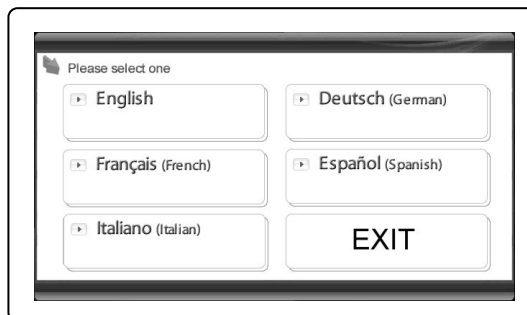 Please select one
English
Deutsch (German)
Français (French)
Español (Spanish)
Italiano (Italian)
EXIT